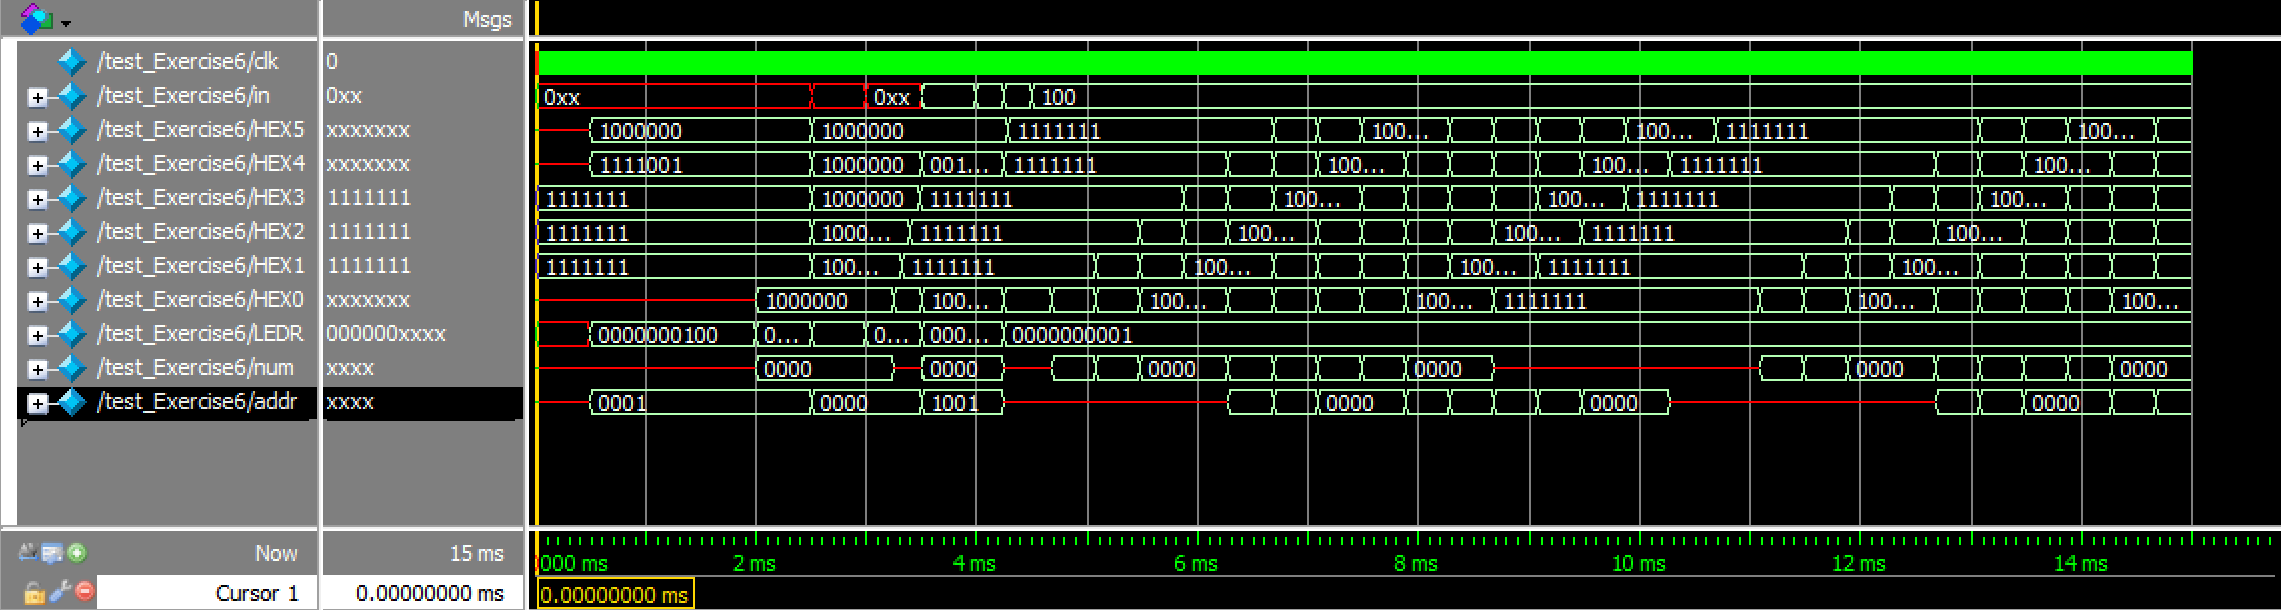 Msgs
/test_Exercise6/clk 0
/test_Exercise6/in 0xx 0xx 0xx 100
/test_Exercise6/HEX5 xxxxxxx 1000000 1000000 1111111 100... 100... 1111111 100...
/test_Exercise6/HEX4 xxxxxxx 1111001 1000000 001... 1111111 100... 100... 1111111 100...
/test_Exercise6/HEX3 1111111 1111111 1000000 1111111 100... 100... 1111111 100...
/test_Exercise6/HEX2 1111111 1111111 1000... 1111111 100... 100... 1111111 100...
/test_Exercise6/HEX1 1111111 1111111 100... 1111111 100... 100... 1111111 100...
/test_Exercise6/HEX0 xxxxxxx 1000000 100... 100... 100... 1111111 100... 100...
/test_Exercise6/LEDR 000000xxxx 0000000100 0... 0... 000... 0000000001
/test_Exercise6/num xxxx 0000 0000 0000 0000 0000 0000
/test_Exercise6/addr xxxx 0001 0000 1001 0000 0000 0000
Now 15 ms 000 ms 2 ms 4 ms 6 ms 8 ms 10 ms 12 ms 14 ms
Cursor 1 0.00000000 ms 0.00000000 ms